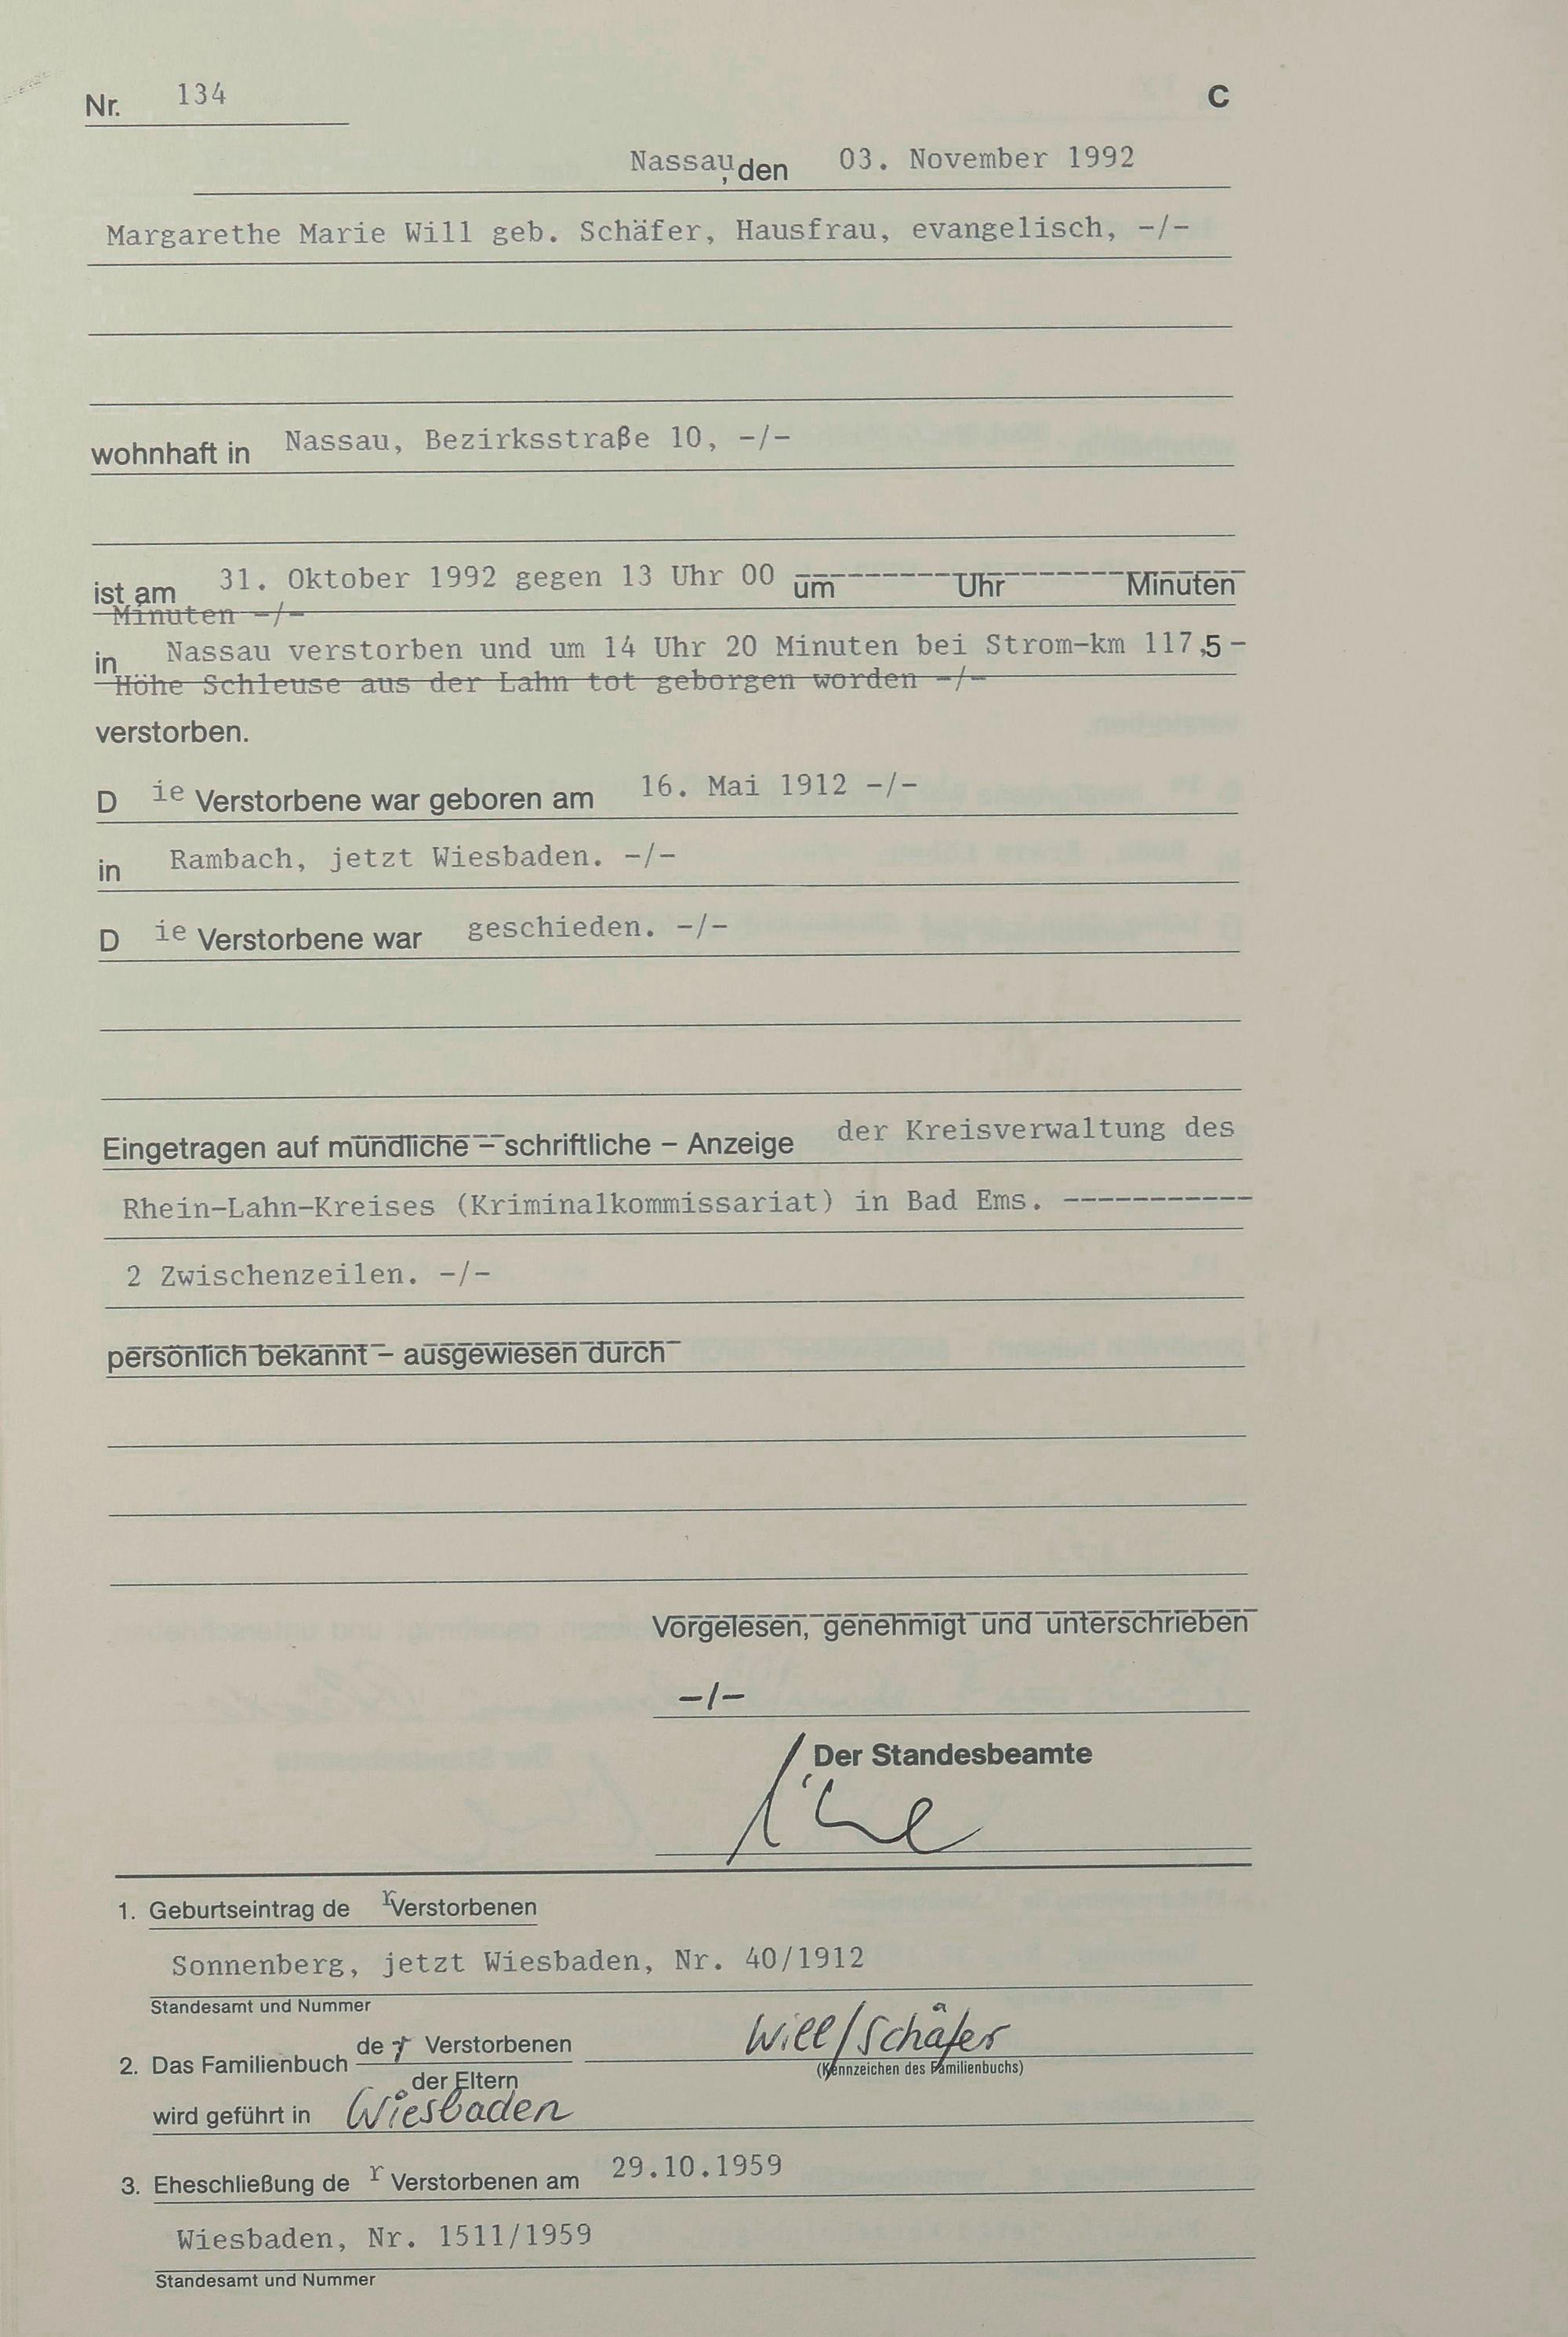 Nr. 134 C
Nassau, den 03. November 1992
Margarethe Marie Will geb. Schäfer, Hausfrau, evangelisch, -/-
wohnhaft in Nassau, Bezirksstraße 10, -/-
ist am 31. Oktober 1992 gegen 13 Uhr 00 um Uhr Minuten
Minuten -/-
in Nassau verstorben und um 14 Uhr 20 Minuten bei Strom-km 117,5-
Höhe Schleuse aus der Lahn tot geborgen worden -/-
verstorben.
Die Verstorbene war geboren am 16. Mai 1912 -/-
in Rambach, jetzt Wiesbaden. -/-
Die Verstorbene war geschieden. -/-
Eingetragen auf mündliche – schriftliche – Anzeige der Kreisverwaltung des
Rhein-Lahn-Kreises (Kriminalkommissariat) in Bad Ems. -----------
2 Zwischenzeilen. -/-
persönlich bekannt – ausgewiesen durch
Vorgelesen, genehmigt und unterschrieben
-/-
Der Standesbeamte
1. Geburtseintrag der Verstorbenen
Sonnenberg, jetzt Wiesbaden, Nr. 40/1912
Standesamt und Nummer
2. Das Familienbuch der Verstorbenen Will/Schäfer
der Eltern (Kennzeichen des Familienbuchs)
wird geführt in Wiesbaden
3. Eheschließung der Verstorbenen am 29.10.1959
Wiesbaden, Nr. 1511/1959
Standesamt und Nummer